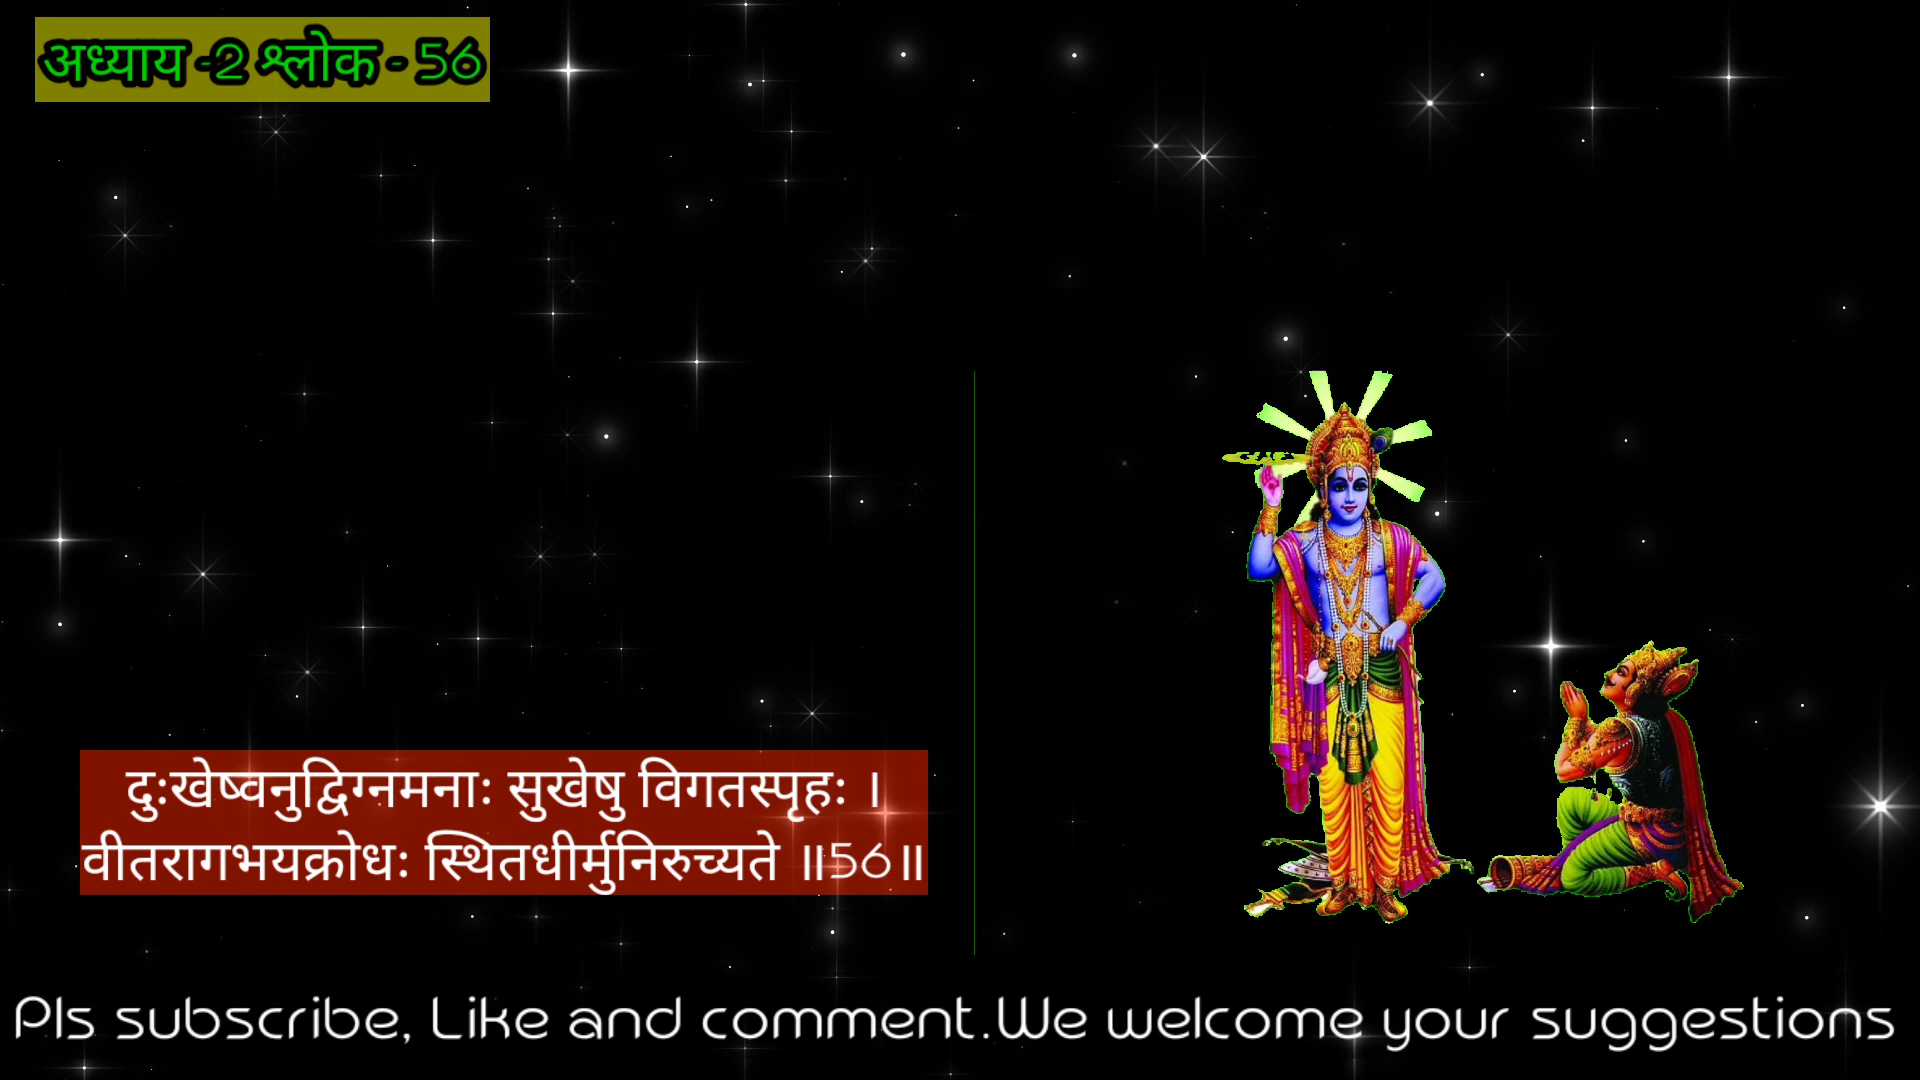 अध्याय -2 श्लोक - 56
दुःखेष्वनुद्विग्नमनाः सुखेषु विगतस्पृहः ।
वीतरागभयक्रोधः स्थितधीर्मुनिरुच्यते ॥56॥
Pls subscribe, Like and comment.We welcome your suggestions